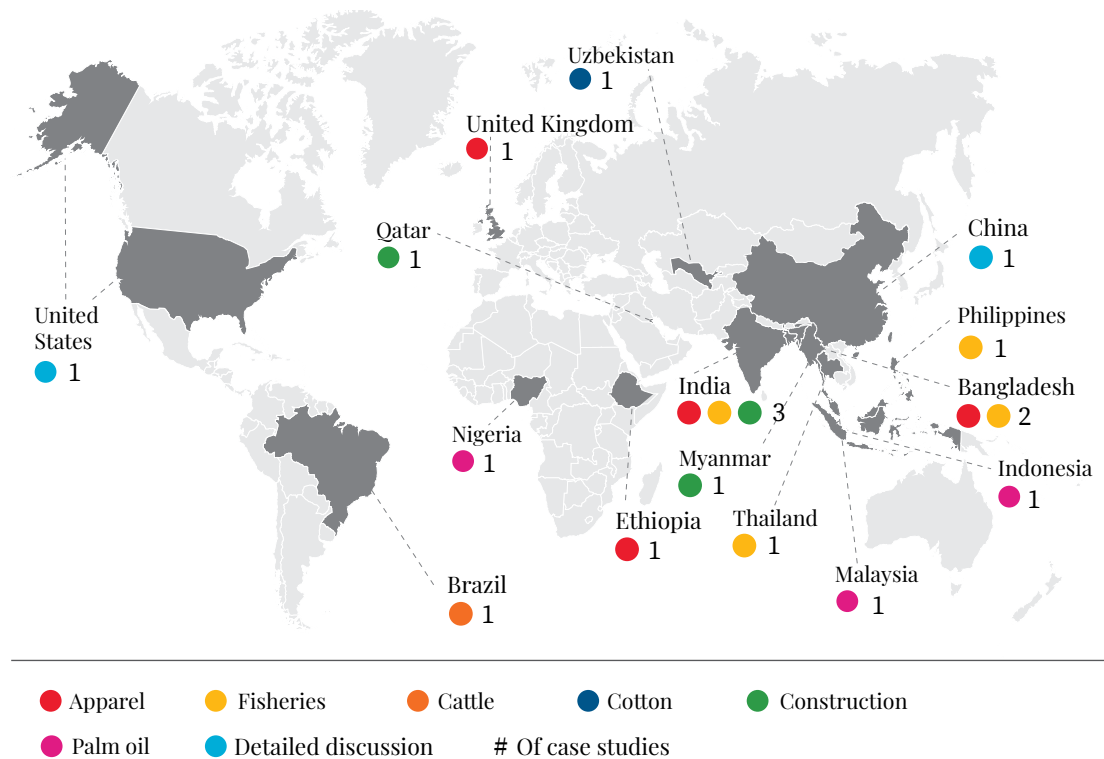 Uzbekistan
1
United Kingdom
1
Qatar
1
China
1
United
States
1
Philippines
1
India
3
Bangladesh
2
Nigeria
1
Myanmar
1
Indonesia
1
Ethiopia
1
Thailand
1
Malaysia
1
Brazil
1
Apparel
Fisheries
Cattle
Cotton
Construction
Palm oil
Detailed discussion
# Of case studies